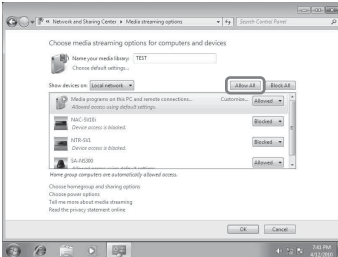 « Network and Sharing Center ▸ Media streaming options
Search Control Panel
Choose media streaming options for computers and devices
Name your media library: TEST
Choose default settings...
Show devices on: Local network
Allow All
Block All
Media programs on this PC and remote connections...
Customize...
Allowed
Allowed access using default settings.
NAC-SV10i
Device access is blocked.
Blocked
NTR-SV1
Device access is blocked.
Blocked
SA-NS300
Allowed
Allowed access using default settings.
Home group computers are automatically allowed access.
Choose homegroup and sharing options
Choose power options
Tell me more about media streaming
Read the privacy statement online
OK
Cancel
7:41 PM
4/12/2010